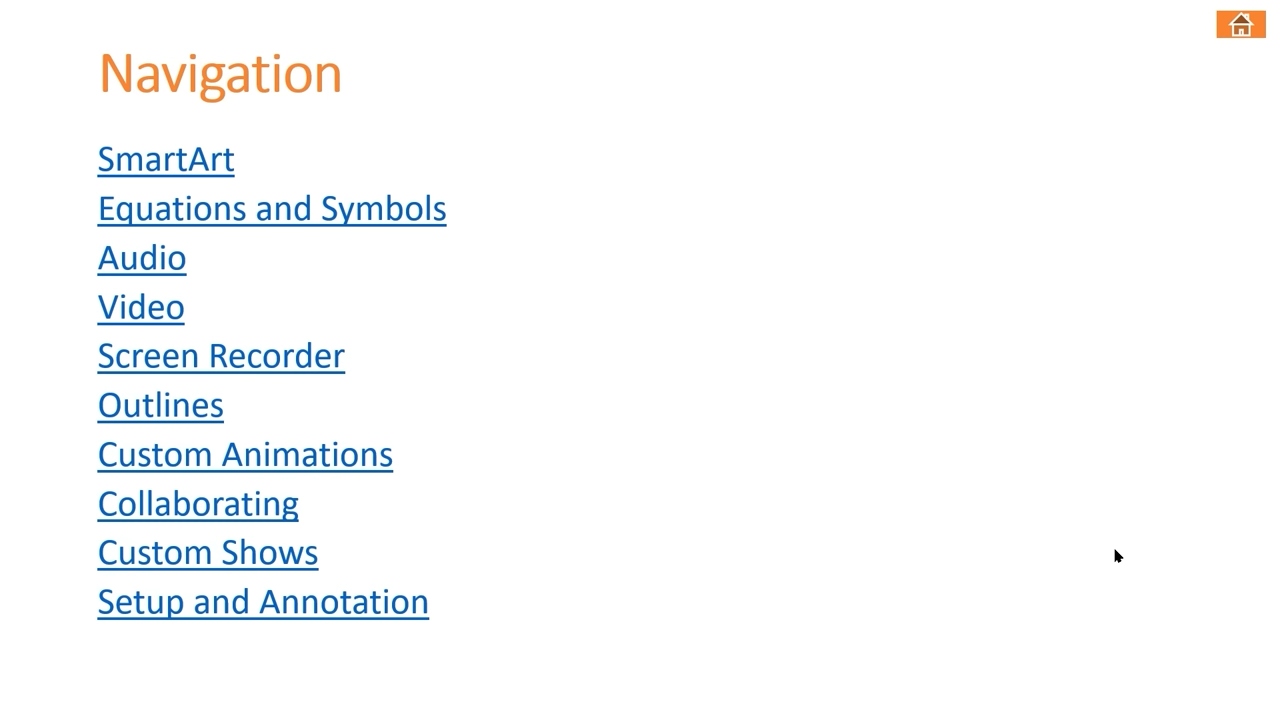 Navigation
SmartArt
Equations and Symbols
Audio
Video
Screen Recorder
Outlines
Custom Animations
Collaborating
Custom Shows
Setup and Annotation